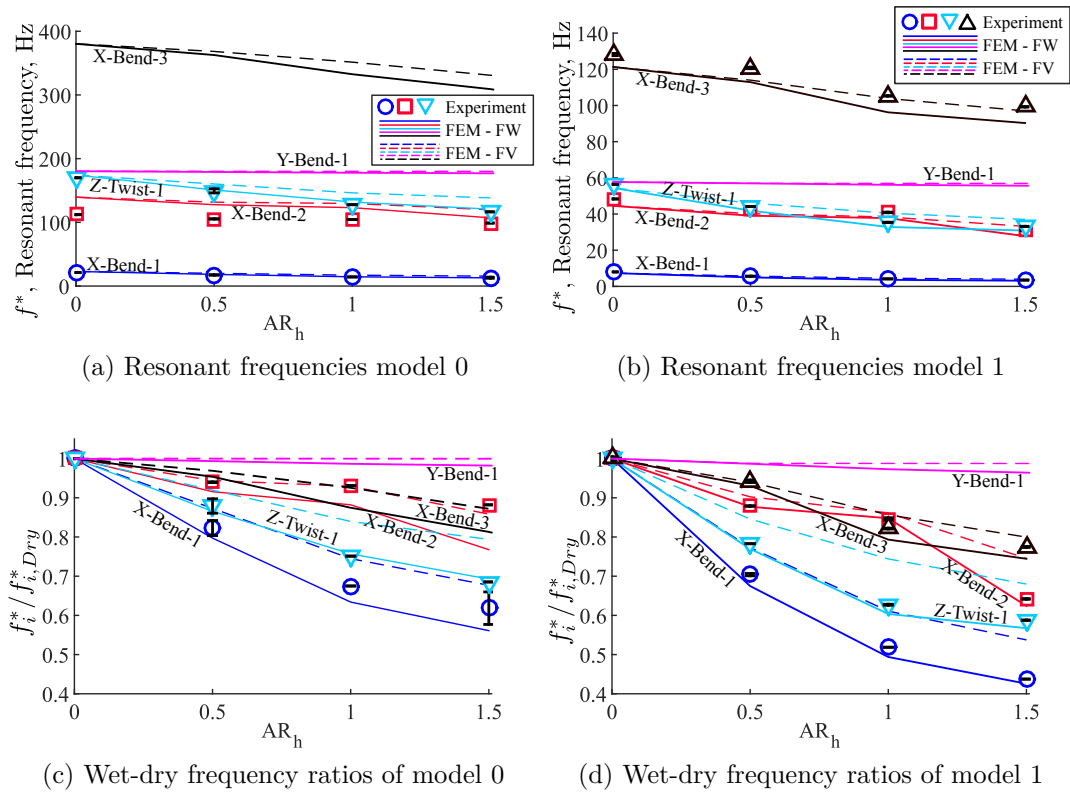 f*, Resonant frequency, Hz
400
300
200
100
0
X-Bend-3
Experiment
FEM - FW
FEM - FV
Y-Bend-1
Z-Twist-1
X-Bend-2
X-Bend-1
0
0.5
1
1.5
AR_h
(a) Resonant frequencies model 0
f*, Resonant frequency, Hz
140
120
100
80
60
40
20
0
Experiment
FEM - FW
FEM - FV
X-Bend-3
Y-Bend-1
Z-Twist-1
X-Bend-2
X-Bend-1
0
0.5
1
1.5
AR_h
(b) Resonant frequencies model 1
f_i^*/f_{i,Dry}^*
1
0.9
0.8
0.7
0.6
0.5
0.4
Y-Bend-1
X-Bend-3
X-Bend-2
Z-Twist-1
X-Bend-1
0
0.5
1
1.5
AR_h
(c) Wet-dry frequency ratios of model 0
f_i^*/f_{i,Dry}^*
1
0.9
0.8
0.7
0.6
0.5
0.4
Y-Bend-1
X-Bend-3
X-Bend-1
X-Bend-2
Z-Twist-1
0
0.5
1
1.5
AR_h
(d) Wet-dry frequency ratios of model 1